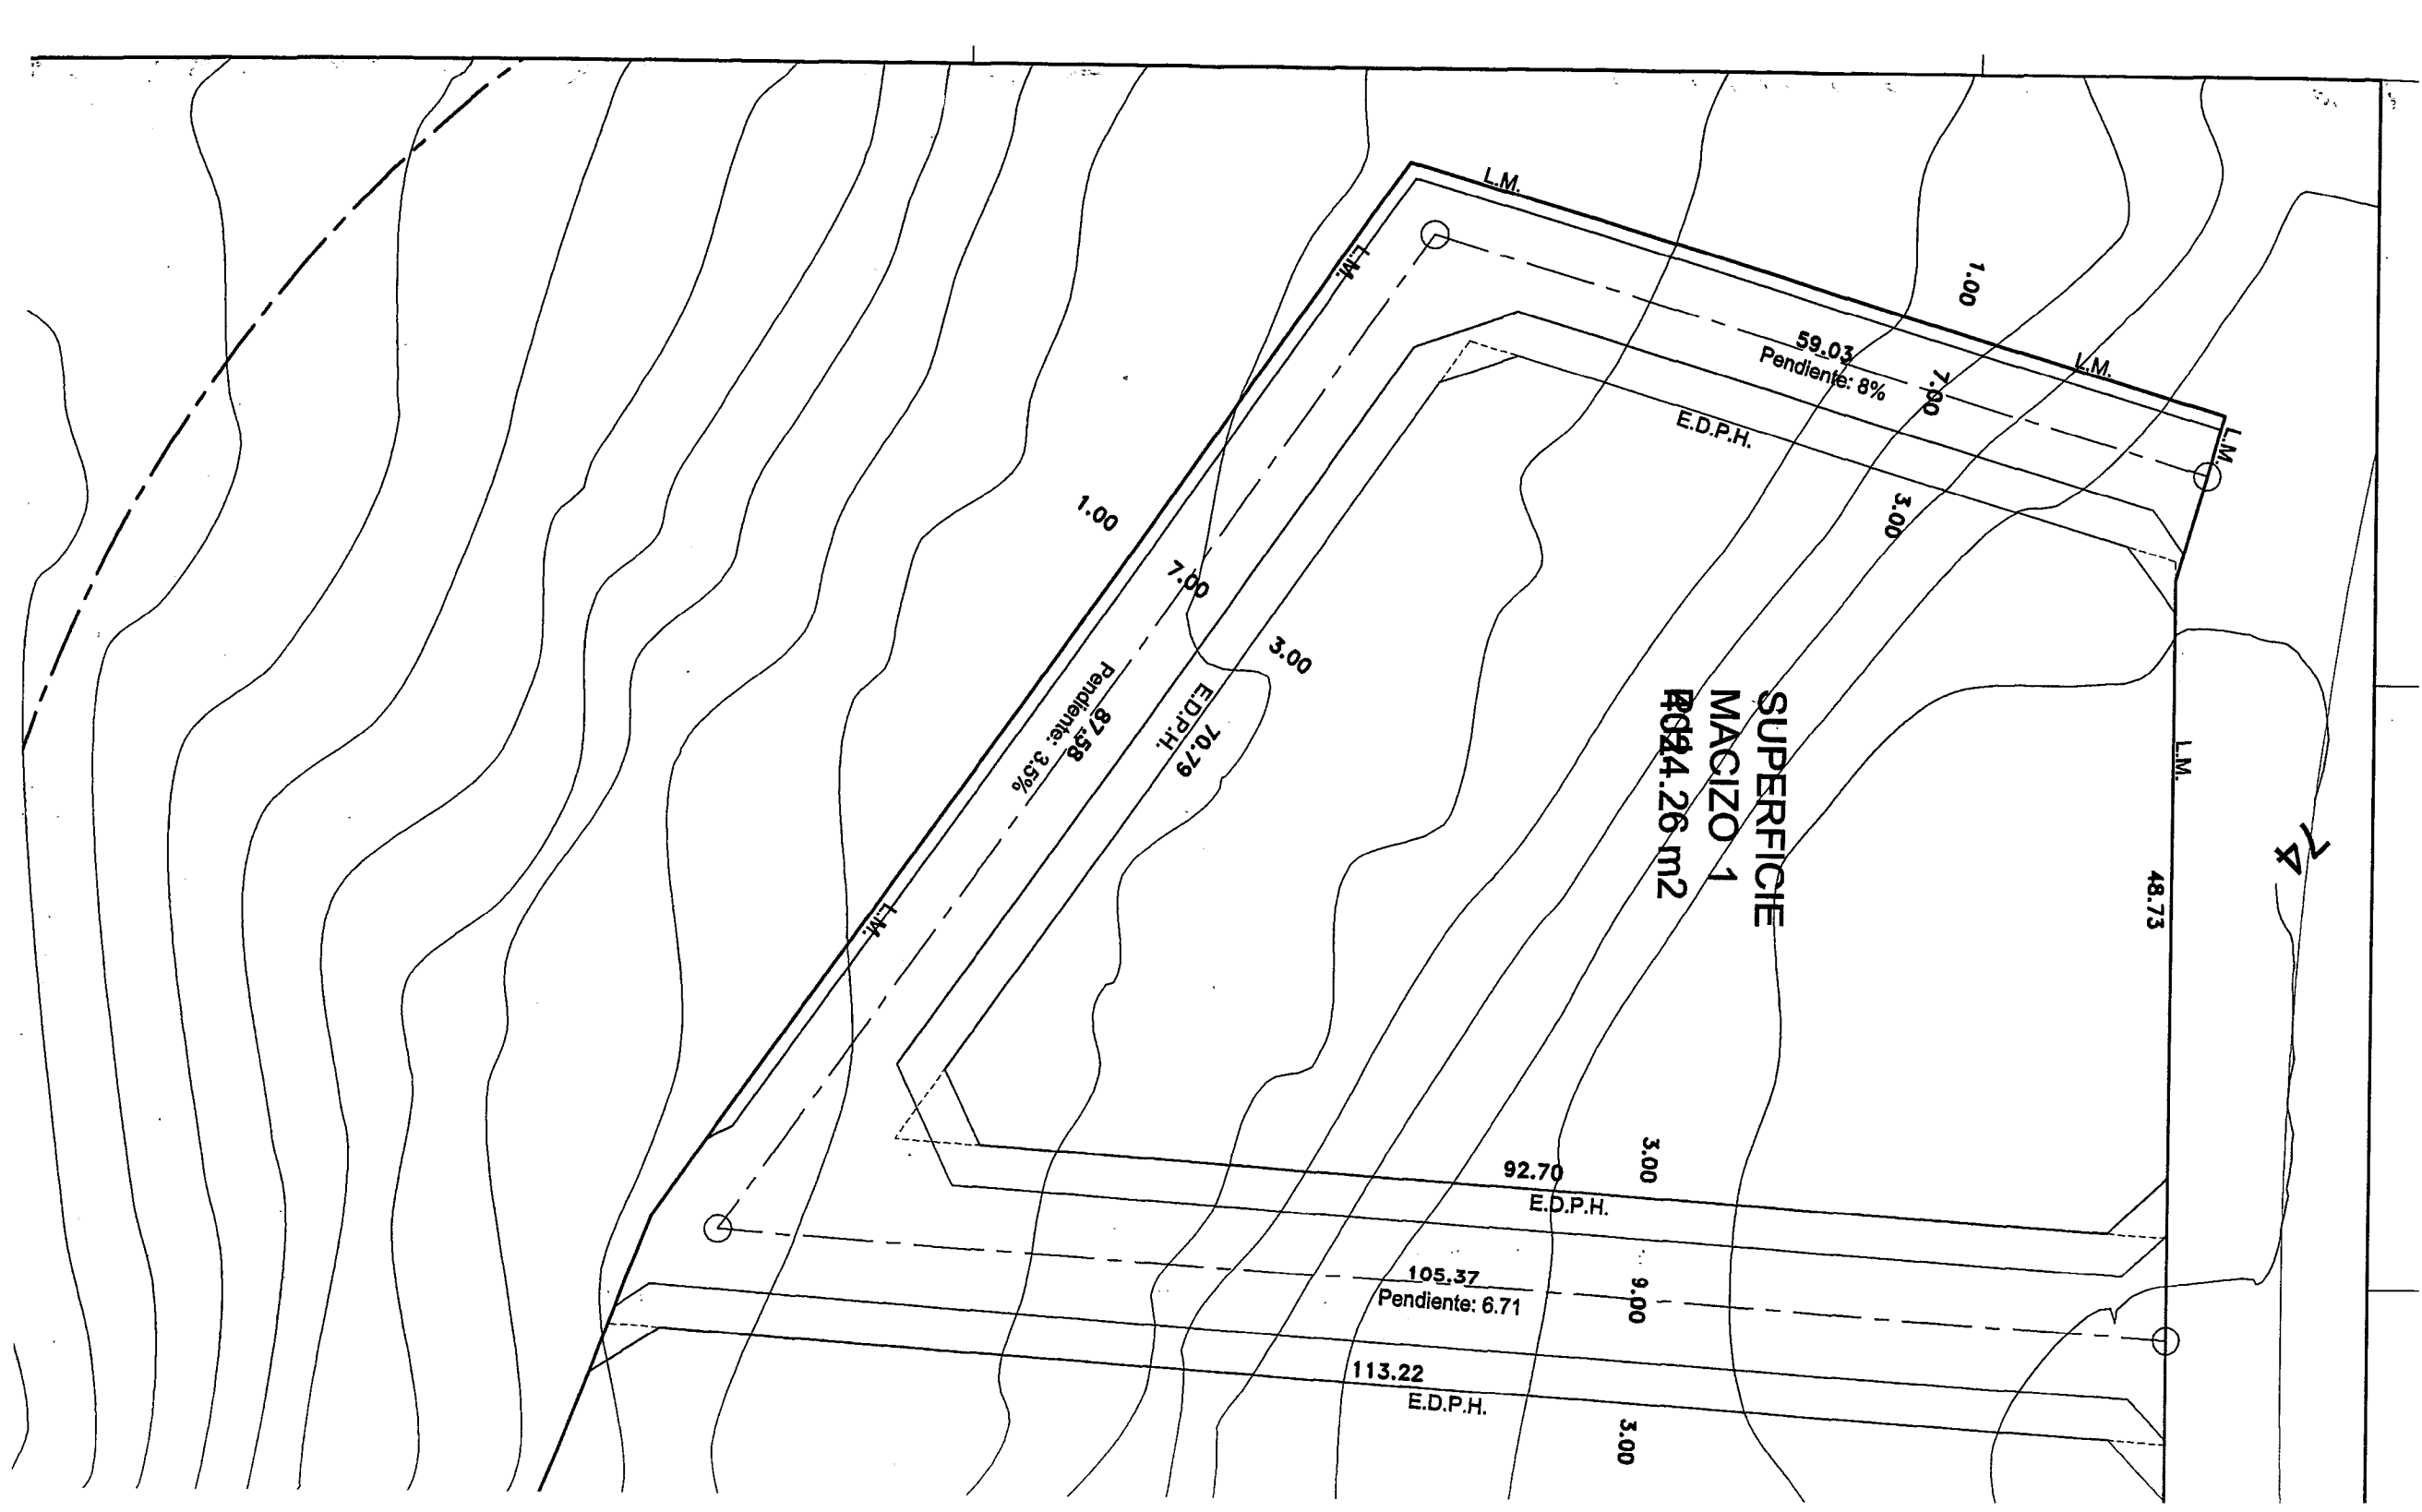 L.M.
L.M.
1.00
59.03
Pendiente: 8%
L.M.
7.00
E.D.P.H.
L.M.
3.00
1.00
7.00
3.00
87.58
Pendiente: 3.5%
E.D.P.H.
70.79
SUPERFICIE
MACIZO 1
m2
L.M.
74
48.73
L.M.
3.00
92.70
E.D.P.H.
105.37
Pendiente: 6.71
9.00
113.22
E.D.P.H.
3.00